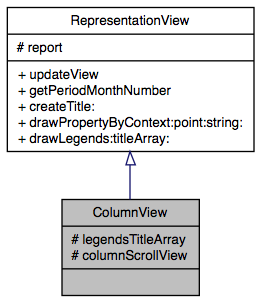 RepresentationView
# report
+ updateView
+ getPeriodMonthNumber
+ createTitle:
+ drawPropertyByContext:point:string:
+ drawLegends:titleArray:
ColumnView
# legendsTitleArray
# columnScrollView